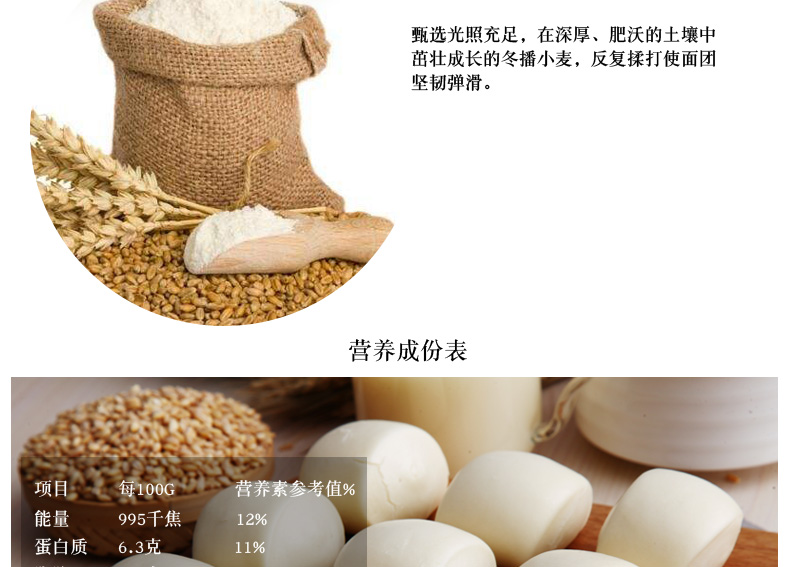 甄选光照充足，在深厚、肥沃的土壤中
茁壮成长的冬播小麦，反复揉打使面团
坚韧弹滑。
营养成份表
项目 每100G 营养素参考值%
能量 995千焦 12%
蛋白质 6.3克 11%